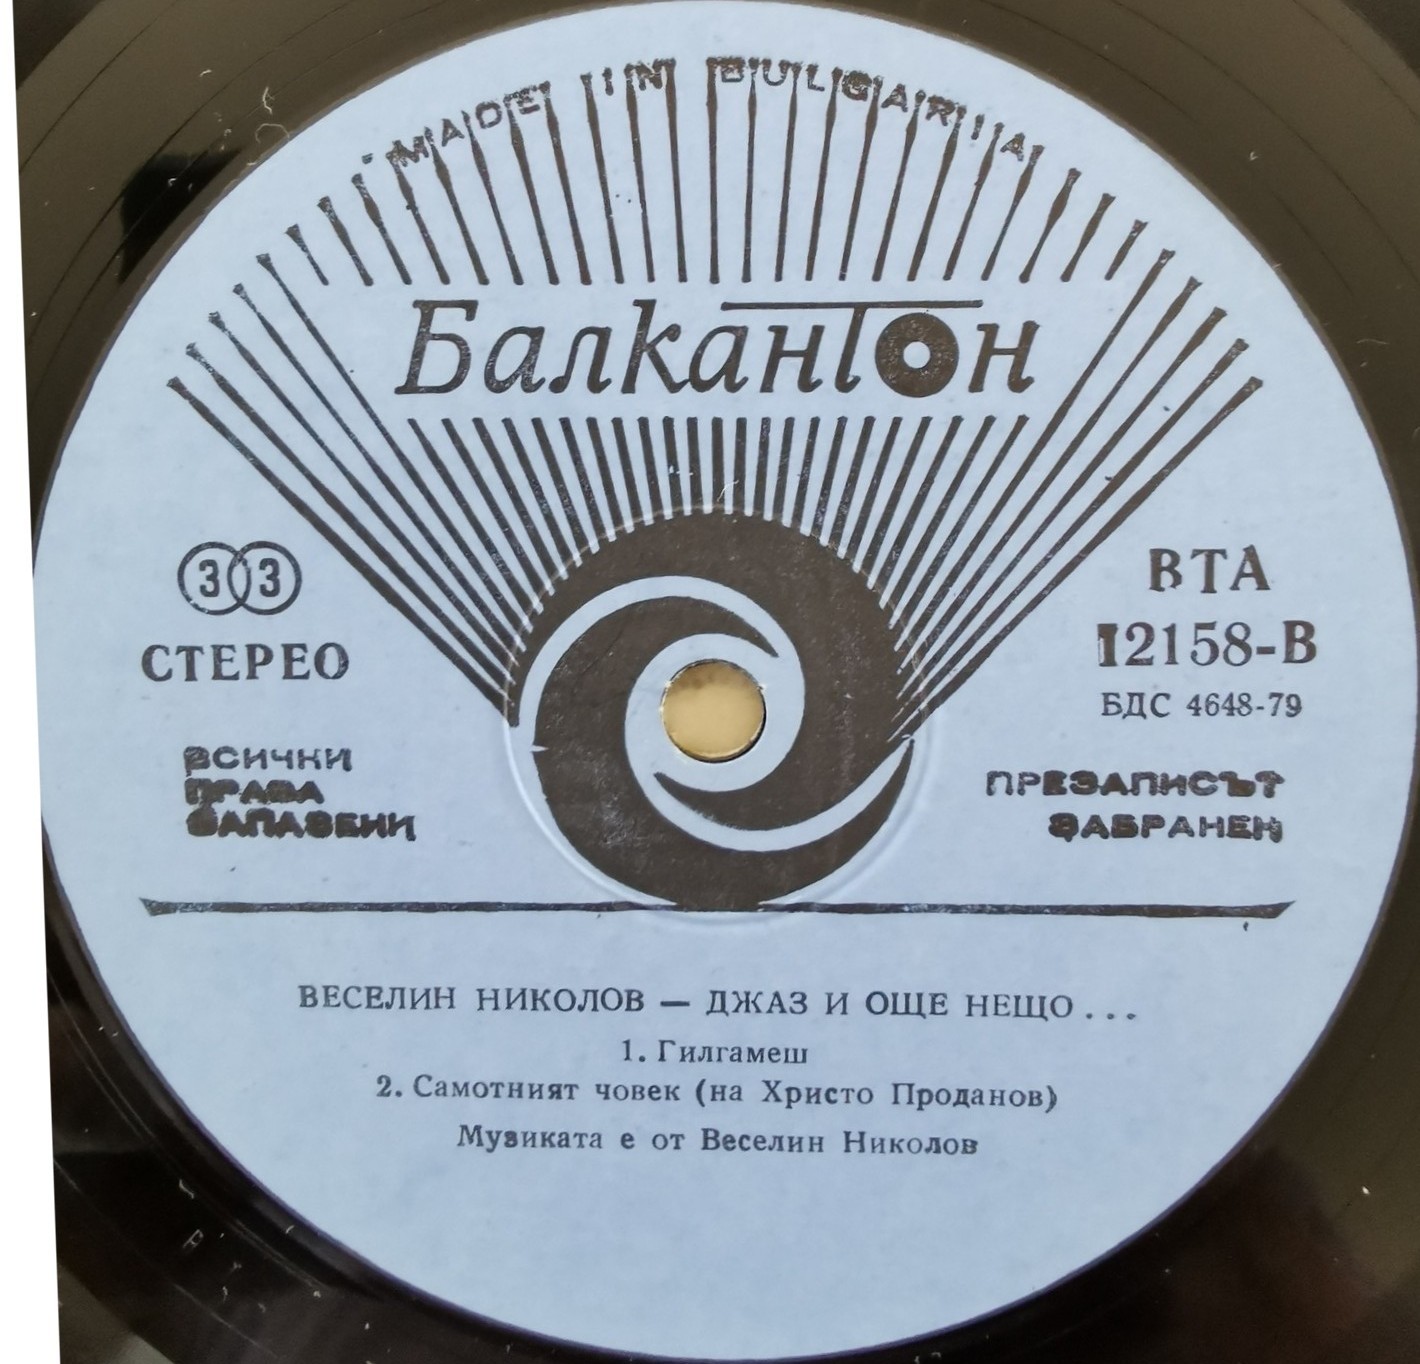 MADE IN BULGARIA
Балкантон
33
СТЕРЕО
ВСИЧКИ
ПРАВА
ЗАПАЗЕНИ
ВТА
12158-В
БДС 4648-79
ПРЕЗАПИСЪТ
ЗАБРАНЕН
ВЕСЕЛИН НИКОЛОВ — ДЖАЗ И ОЩЕ НЕЩО...
1. Гилгамеш
2. Самотният човек (на Христо Проданов)
Музиката е от Веселин Николов